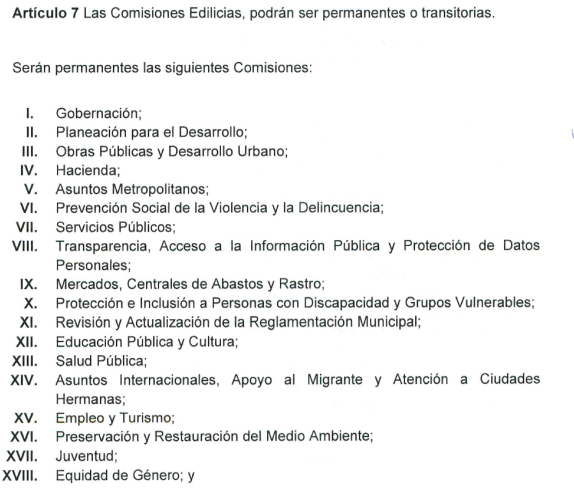 Artículo 7 Las Comisiones Edilicias, podrán ser permanentes o transitorias.
Serán permanentes las siguientes Comisiones:
I. Gobernación;
II. Planeación para el Desarrollo;
III. Obras Públicas y Desarrollo Urbano;
IV. Hacienda;
V. Asuntos Metropolitanos;
VI. Prevención Social de la Violencia y la Delincuencia;
VII. Servicios Públicos;
VIII. Transparencia, Acceso a la Información Pública y Protección de Datos
Personales;
IX. Mercados, Centrales de Abastos y Rastro;
X. Protección e Inclusión a Personas con Discapacidad y Grupos Vulnerables;
XI. Revisión y Actualización de la Reglamentación Municipal;
XII. Educación Pública y Cultura;
XIII. Salud Pública;
XIV. Asuntos Internacionales, Apoyo al Migrante y Atención a Ciudades
Hermanas;
XV. Empleo y Turismo;
XVI. Preservación y Restauración del Medio Ambiente;
XVII. Juventud;
XVIII. Equidad de Género; y